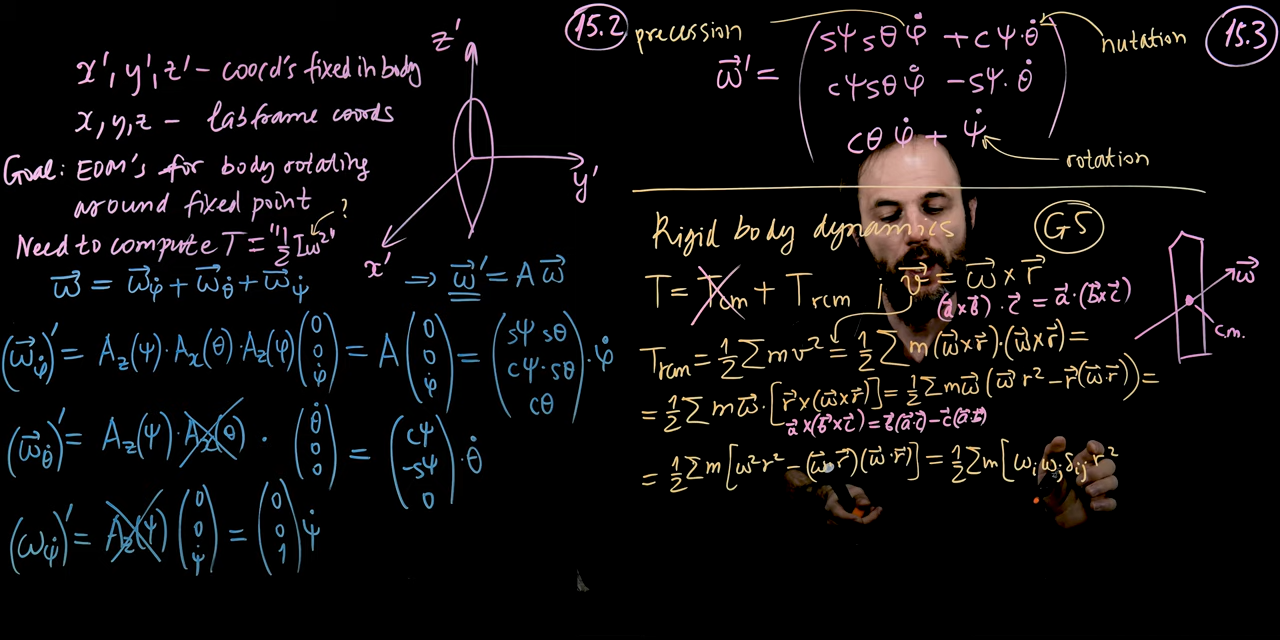 15.2
x', y', z' – coord's fixed in body
x, y, z – lab frame coords
Goal: EOM's for body rotating
around fixed point
Need to compute T = "½ Iω²" ?
z'
y'
x'
ω⃗ = ω⃗_φ̇ + ω⃗_θ̇ + ω⃗_ψ̇ ⇒ ω⃗' = A ω⃗
(ω⃗_φ̇)' = A_z(ψ)·A_x(θ)·A_z(φ) (0 0 φ̇) = A (0 0 φ̇) = (sψ sθ cψ·sθ cθ)·φ̇
(ω⃗_θ̇)' = A_z(ψ)·A_x(θ) · (θ̇ 0 0) = (cψ -sψ 0)·θ̇
(ω_ψ̇)' = A_z(ψ) (0 0 ψ̇) = (0 0 1) ψ̇
15.3
precession
nutation
ω⃗' = (sψ sθ φ̇ + cψ·θ̇
cψ sθ φ̇ – sψ·θ̇
cθ φ̇ + ψ̇)
rotation
Rigid body dynamics G5
T = T_cm + T_rcm ; v⃗ = ω⃗ × r⃗
(a⃗×b⃗)·c⃗ = a⃗·(b⃗×c⃗)
ω⃗
c.m.
T_rcm = ½ Σ m v² = ½ Σ m (ω⃗×r⃗)·(ω⃗×r⃗) =
= ½ Σ m ω⃗·[r⃗×(ω⃗×r⃗)] = ½ Σ m ω⃗ (ω⃗ r² – r⃗(ω⃗·r⃗)) =
a⃗×(b⃗×c⃗) = b⃗(a⃗·c⃗) – c⃗(a⃗·b⃗)
= ½ Σ m [ω² r² – (ω⃗·r⃗)(ω⃗·r⃗)] = ½ Σ m [ω_i ω_j δ_ij r²